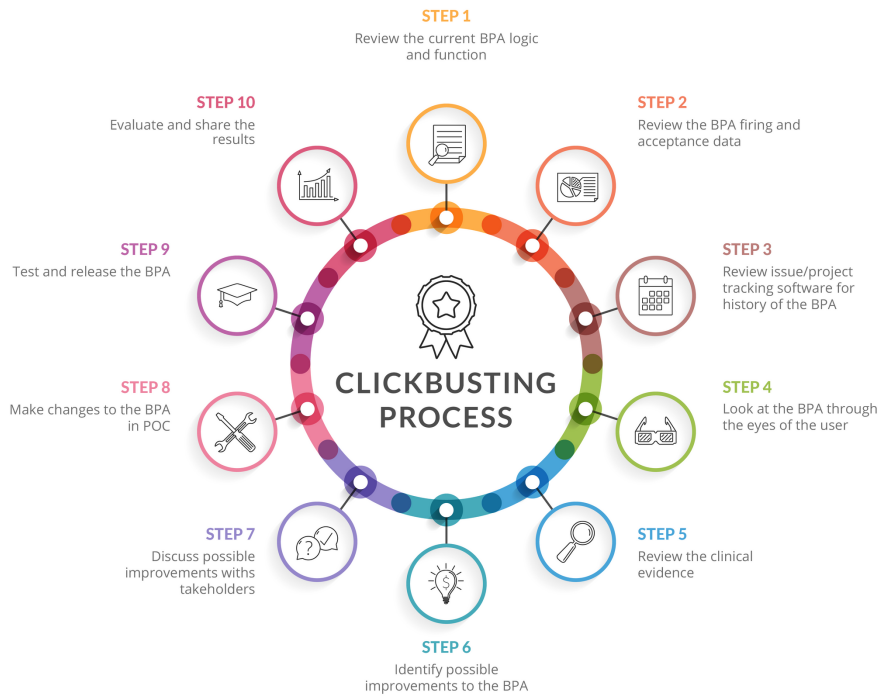 STEP 1
Review the current BPA logic
and function
STEP 2
Review the BPA firing and
acceptance data
STEP 3
Review issue/project
tracking software for
history of the BPA
STEP 4
Look at the BPA through
the eyes of the user
STEP 5
Review the clinical
evidence
STEP 6
Identify possible
improvements to the BPA
STEP 7
Discuss possible
improvements withs
takeholders
STEP 8
Make changes to the BPA
in POC
STEP 9
Test and release the BPA
STEP 10
Evaluate and share the
results
CLICKBUSTING
PROCESS
?
$